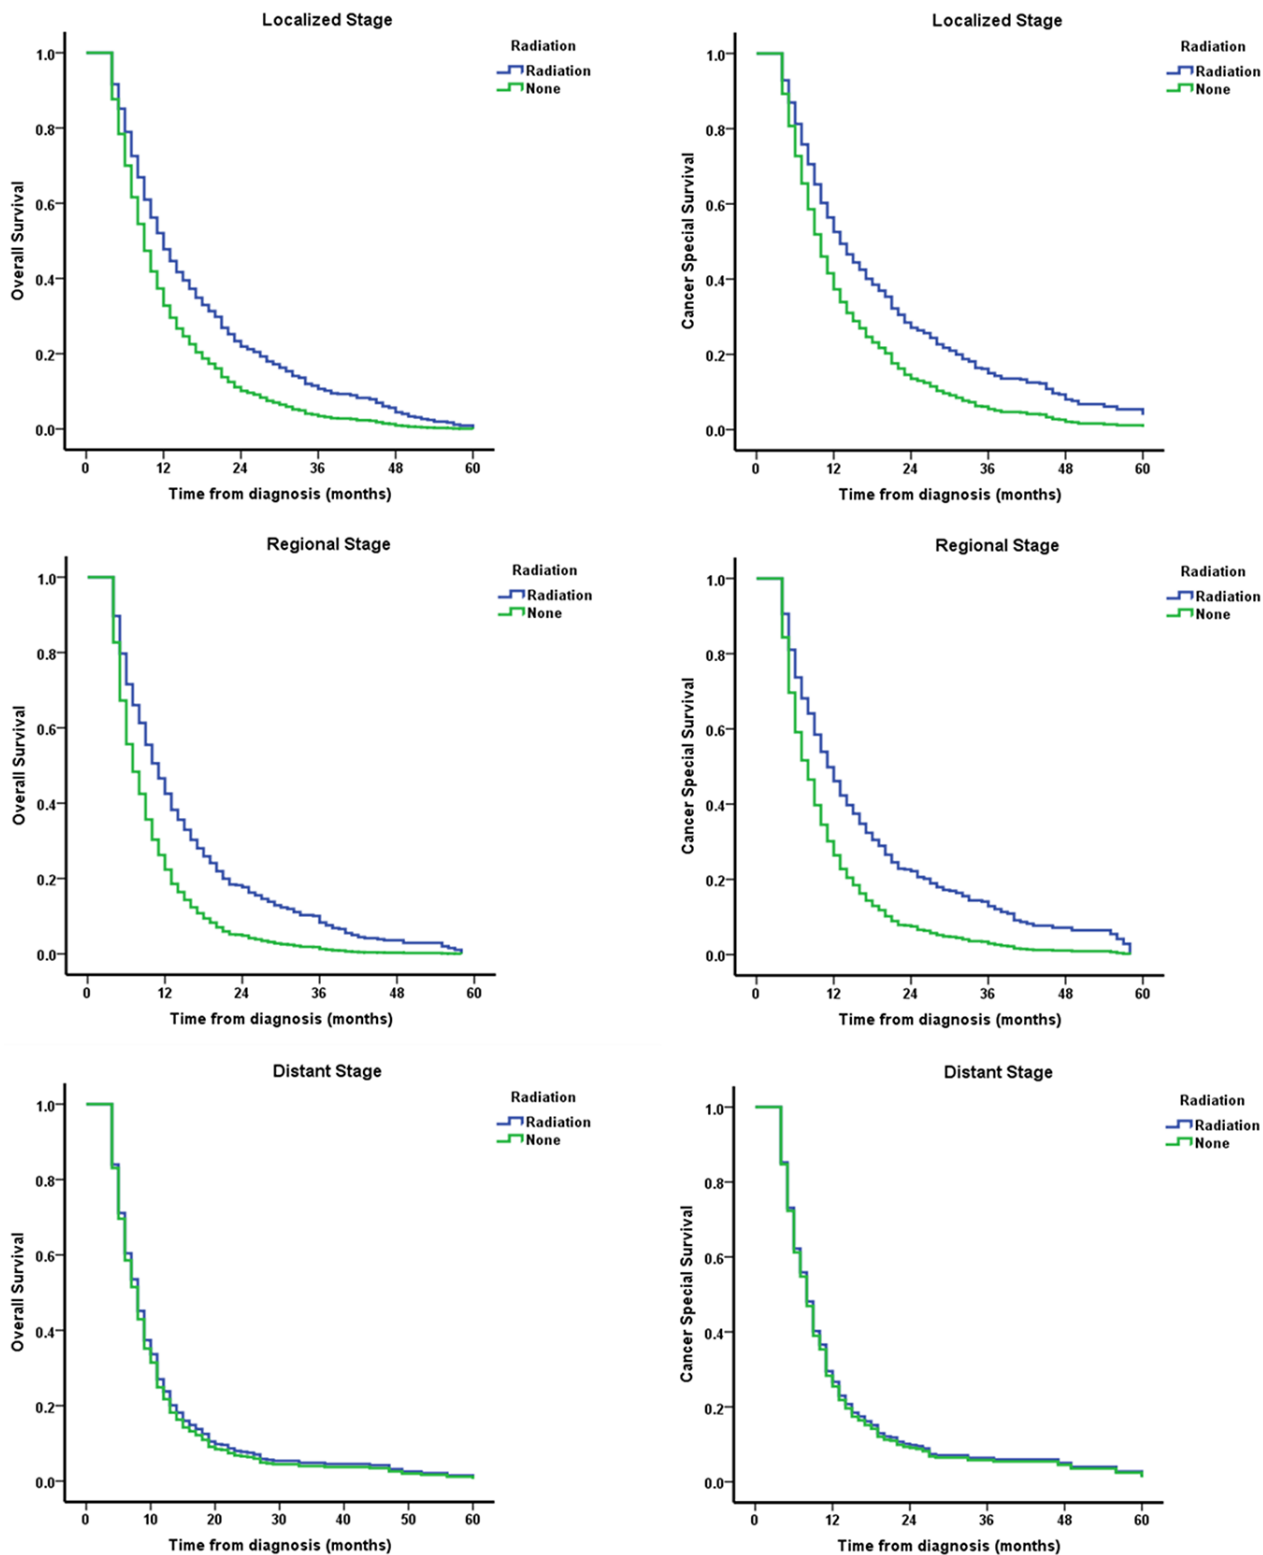 Localized Stage
Radiation
Radiation
None
Overall Survival
1.0
0.8
0.6
0.4
0.2
0.0
0 12 24 36 48 60
Time from diagnosis (months)
Localized Stage
Radiation
Radiation
None
Cancer Special Survival
1.0
0.8
0.6
0.4
0.2
0.0
0 12 24 36 48 60
Time from diagnosis (months)
Regional Stage
Radiation
Radiation
None
Overall Survival
1.0
0.8
0.6
0.4
0.2
0.0
0 12 24 36 48 60
Time from diagnosis (months)
Regional Stage
Radiation
Radiation
None
Cancer Special Survival
1.0
0.8
0.6
0.4
0.2
0.0
0 12 24 36 48 60
Time from diagnosis (months)
Distant Stage
Radiation
Radiation
None
Overall Survival
1.0
0.8
0.6
0.4
0.2
0.0
0 10 20 30 40 50 60
Time from diagnosis (months)
Distant Stage
Radiation
Radiation
None
Cancer Special Survival
1.0
0.8
0.6
0.4
0.2
0.0
0 12 24 36 48 60
Time from diagnosis (months)